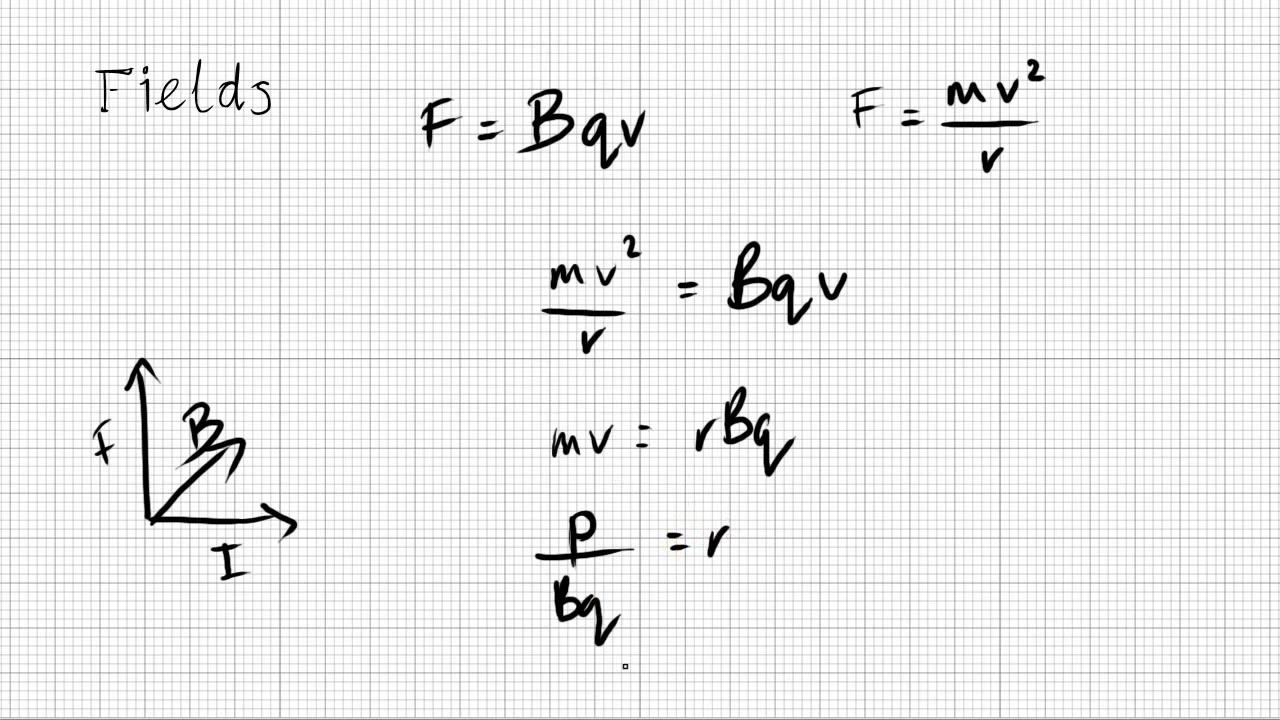 Fields
F = Bqv
F = mv²/r
mv²/r = Bqv
mv = rBq
p/Bq = r
F
B
I